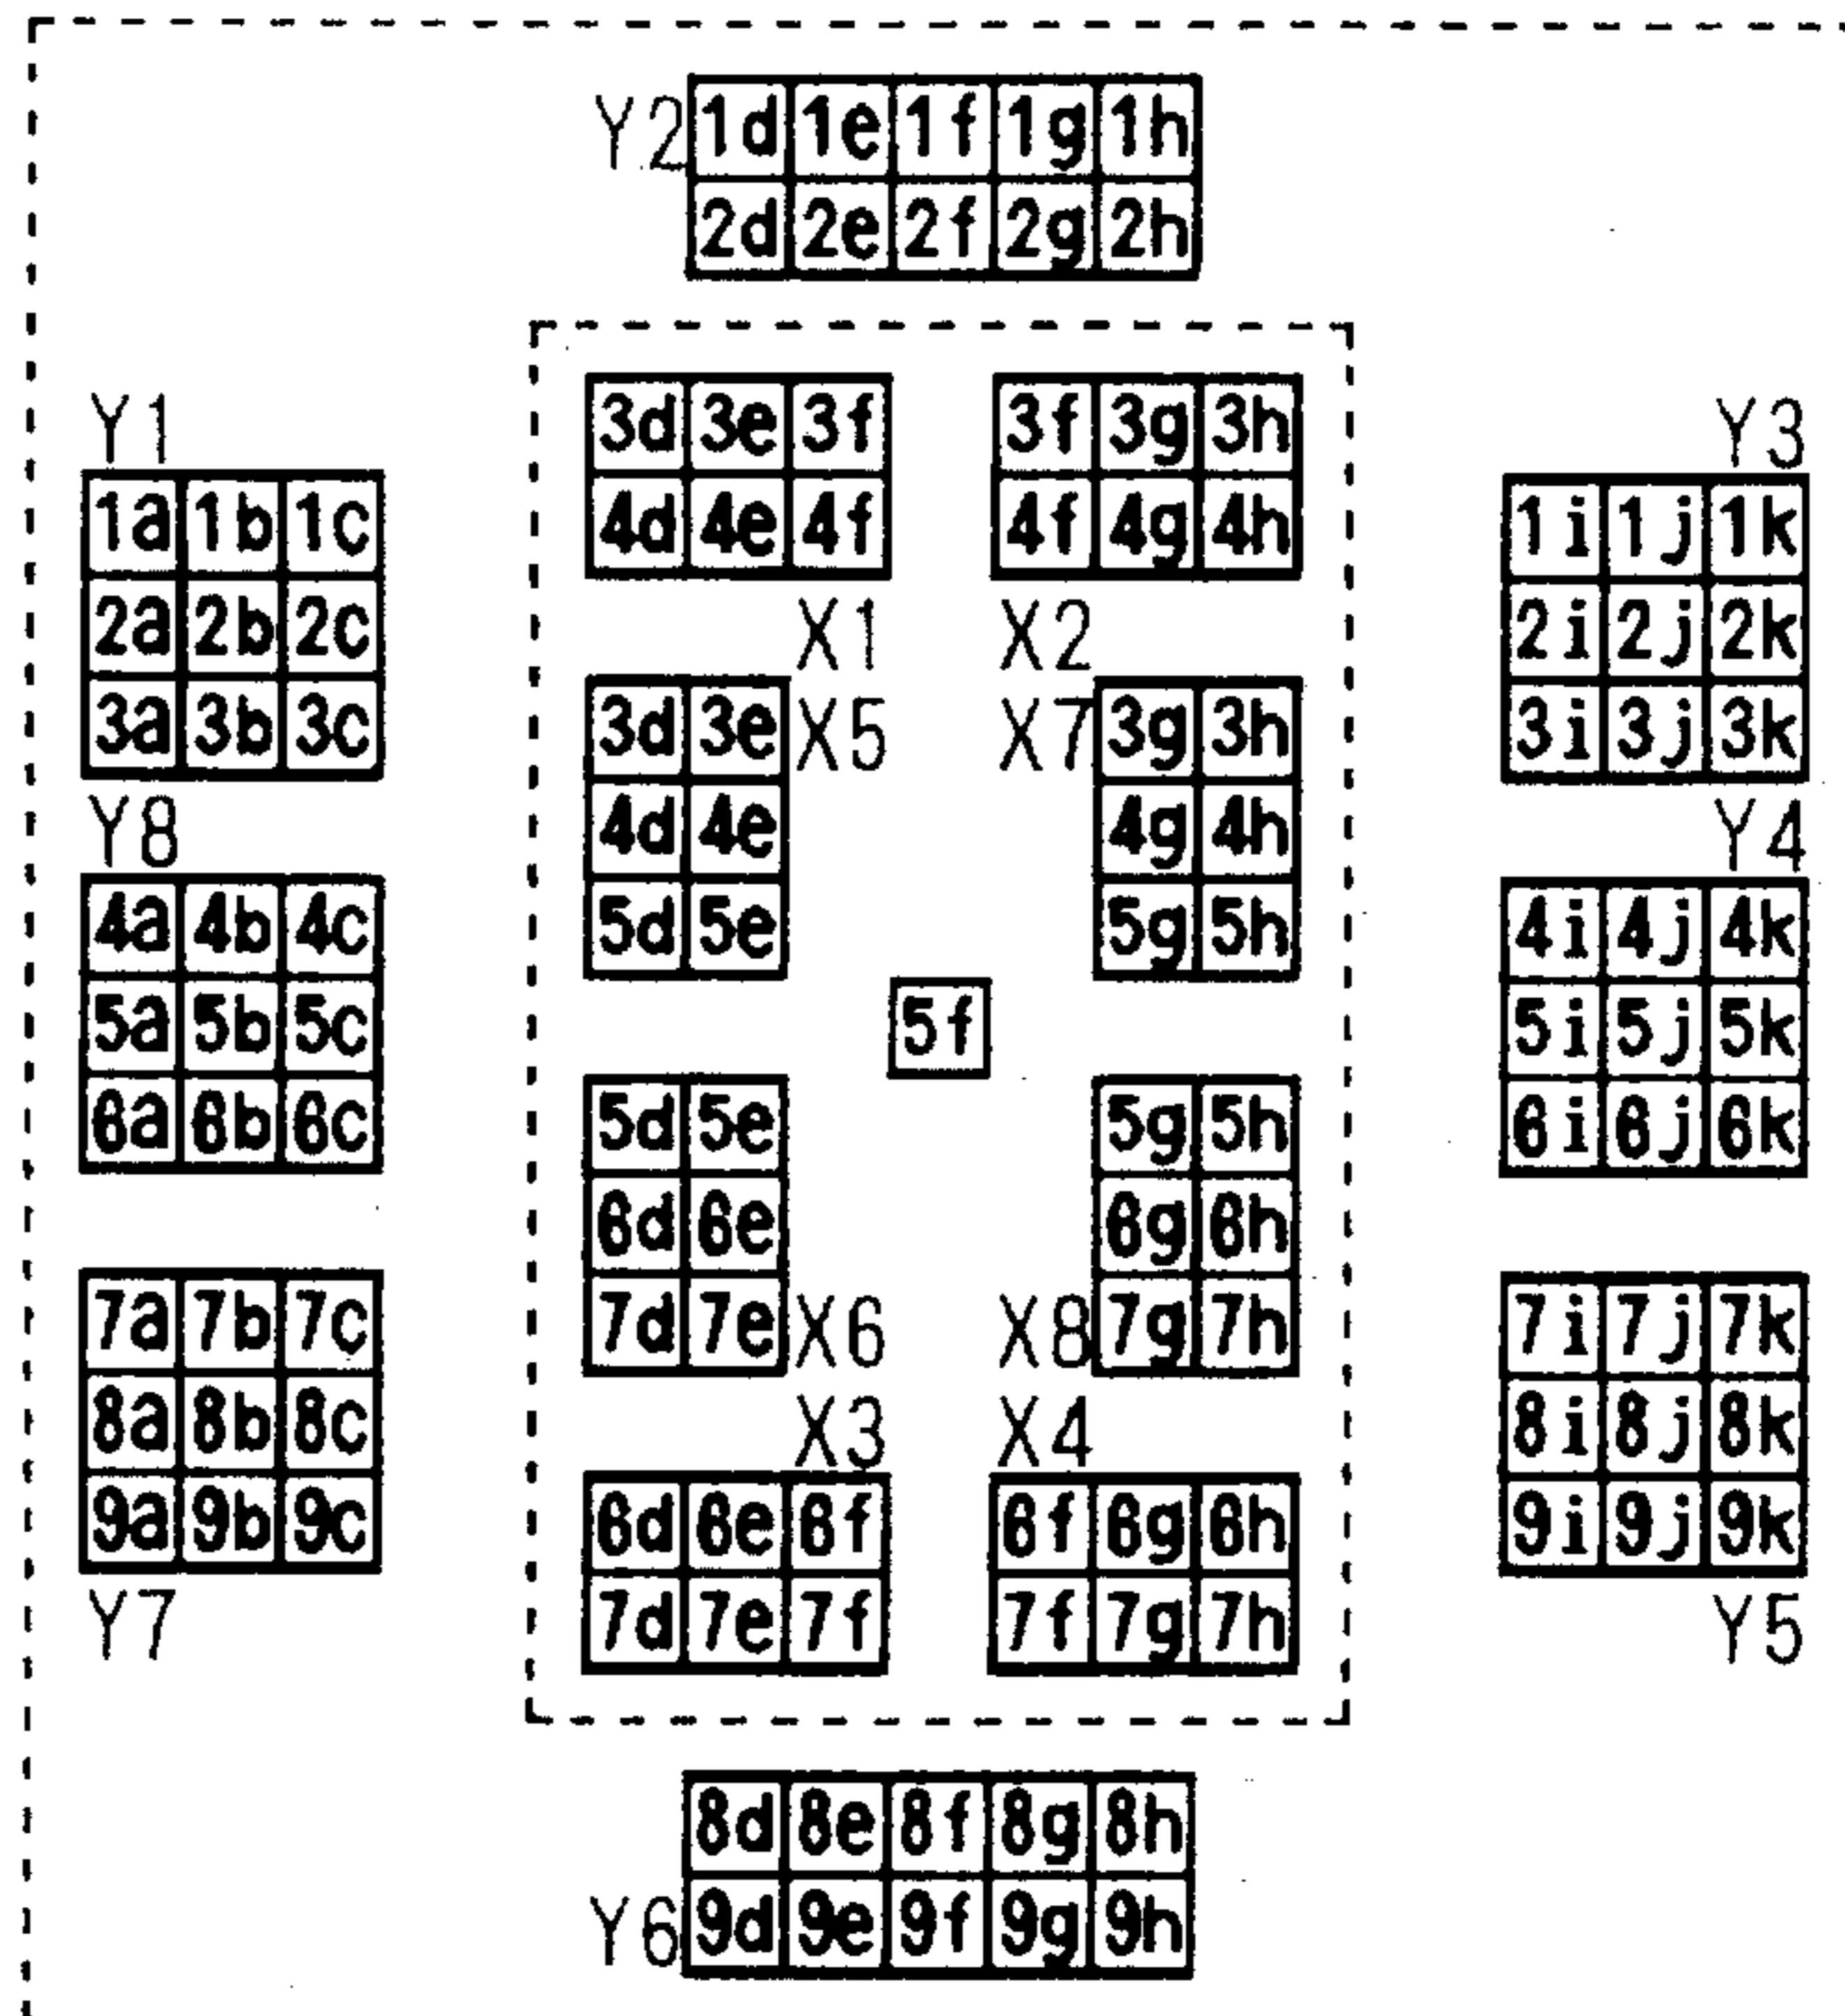 Y2 1d 1e 1f 1g 1h
2d 2e 2f 2g 2h
Y1
1a 1b 1c
2a 2b 2c
3a 3b 3c
Y8
4a 4b 4c
5a 5b 5c
6a 6b 6c
7a 7b 7c
8a 8b 8c
9a 9b 9c
Y7
3d 3e 3f
4d 4e 4f
X1
3f 3g 3h
4f 4g 4h
X2
3d 3e X5
4d 4e
5d 5e
X7 3g 3h
4g 4h
5g 5h
5f
5d 5e
6d 6e
7d 7e X6
5g 5h
6g 6h
X8 7g 7h
X3
6d 6e 6f
7d 7e 7f
X4
6f 6g 6h
7f 7g 7h
Y3
1i 1j 1k
2i 2j 2k
3i 3j 3k
Y4
4i 4j 4k
5i 5j 5k
6i 6j 6k
7i 7j 7k
8i 8j 8k
9i 9j 9k
Y5
8d 8e 8f 8g 8h
Y6 9d 9e 9f 9g 9h